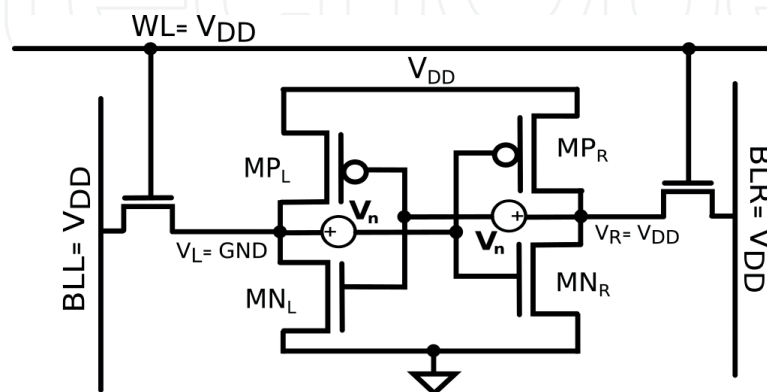 WL= VDD
VDD
MPL
MPR
BLL= VDD
BLR= VDD
Vn
Vn
VL= GND
VR= VDD
MNL
MNR